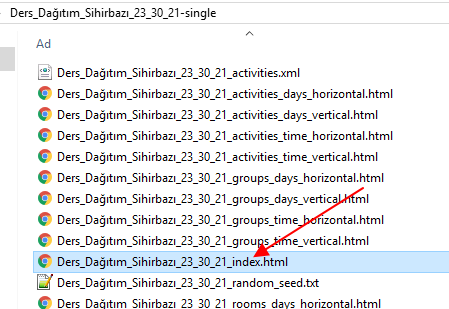 Ders_Dağıtım_Sihirbazı_23_30_21-single
Ad
Ders_Dağıtım_Sihirbazı_23_30_21_activities.xml
Ders_Dağıtım_Sihirbazı_23_30_21_activities_days_horizontal.html
Ders_Dağıtım_Sihirbazı_23_30_21_activities_days_vertical.html
Ders_Dağıtım_Sihirbazı_23_30_21_activities_time_horizontal.html
Ders_Dağıtım_Sihirbazı_23_30_21_activities_time_vertical.html
Ders_Dağıtım_Sihirbazı_23_30_21_groups_days_horizontal.html
Ders_Dağıtım_Sihirbazı_23_30_21_groups_days_vertical.html
Ders_Dağıtım_Sihirbazı_23_30_21_groups_time_horizontal.html
Ders_Dağıtım_Sihirbazı_23_30_21_groups_time_vertical.html
Ders_Dağıtım_Sihirbazı_23_30_21_index.html
Ders_Dağıtım_Sihirbazı_23_30_21_random_seed.txt
Ders_Dağıtım_Sihirbazı_23_30_21_rooms_days_horizontal.html